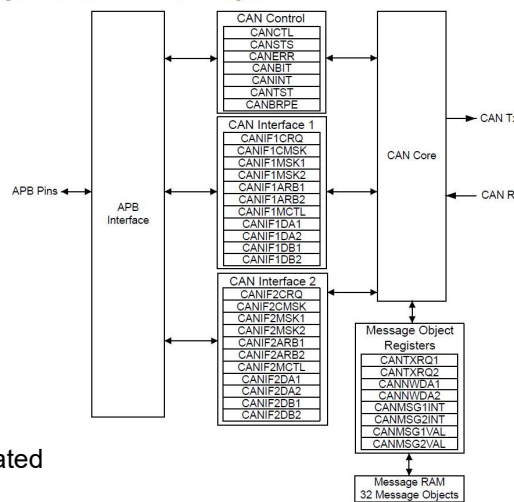 CAN Control
CANCTL
CANSTS
CANERR
CANBIT
CANINT
CANTST
CANBRPE
CAN Interface 1
CANIF1CRQ
CANIF1CMSK
CANIF1MSK1
CANIF1MSK2
CANIF1ARB1
CANIF1ARB2
CANIF1MCTL
CANIF1DA1
CANIF1DA2
CANIF1DB1
CANIF1DB2
CAN Interface 2
CANIF2CRQ
CANIF2CMSK
CANIF2MSK1
CANIF2MSK2
CANIF2ARB1
CANIF2ARB2
CANIF2MCTL
CANIF2DA1
CANIF2DA2
CANIF2DB1
CANIF2DB2
APB Pins
APB
Interface
CAN Core
CAN T
CAN R
Message Object
Registers
CANTXRQ1
CANTXRQ2
CANNWDA1
CANNWDA2
CANMSG1INT
CANMSG2INT
CANMSG1VAL
CANMSG2VAL
Message RAM
32 Message Objects
ated